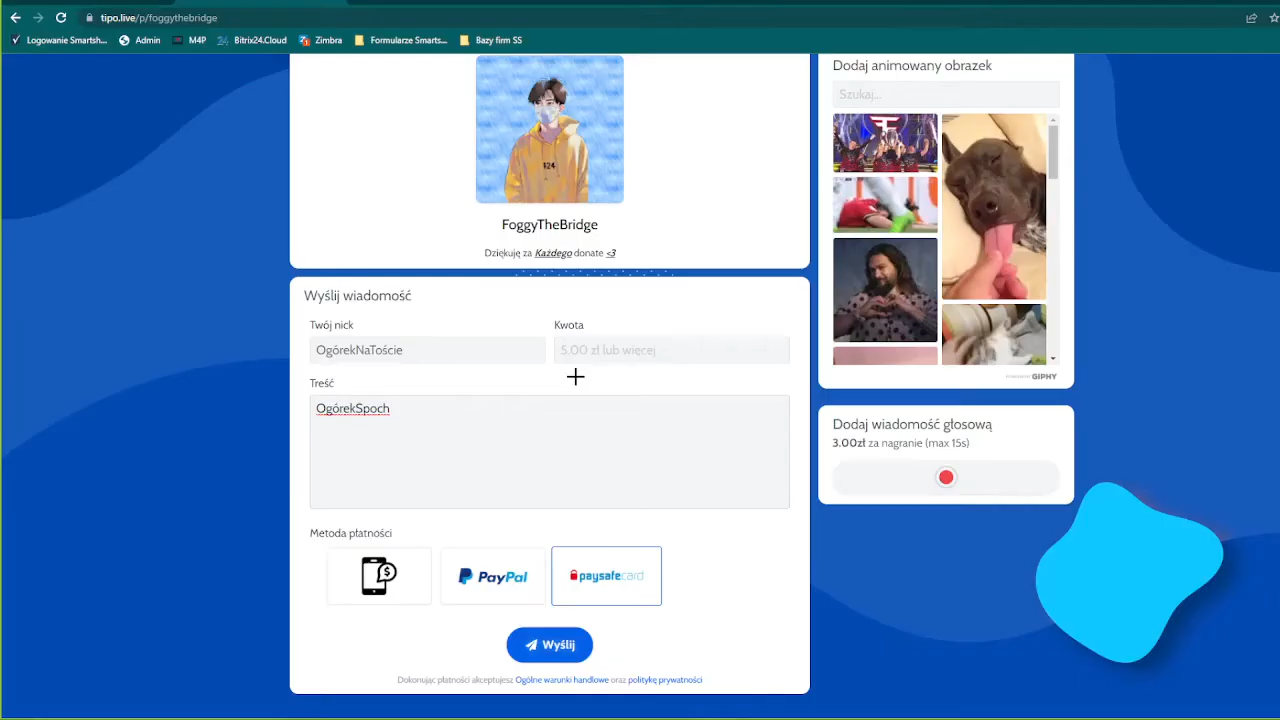 tipo.live/p/foggythebridge
Logowanie Smartsh... Admin M4P Bitrix24.Cloud Zimbra Formularze Smarts... Bazy firm SS
FoggyTheBridge
Dziękuję za Każdego donate <3
Wyślij wiadomość
Twój nick Kwota
OgórekNaToście 5.00 zł lub więcej
Treść
OgórekSpoch
Metoda płatności
PayPal paysafecard
Wyślij
Dokonując płatności akceptujesz Ogólne warunki handlowe oraz politykę prywatności
Dodaj animowany obrazek
Szukaj...
GIPHY
Dodaj wiadomość głosową
3.00zł za nagranie (max 15s)